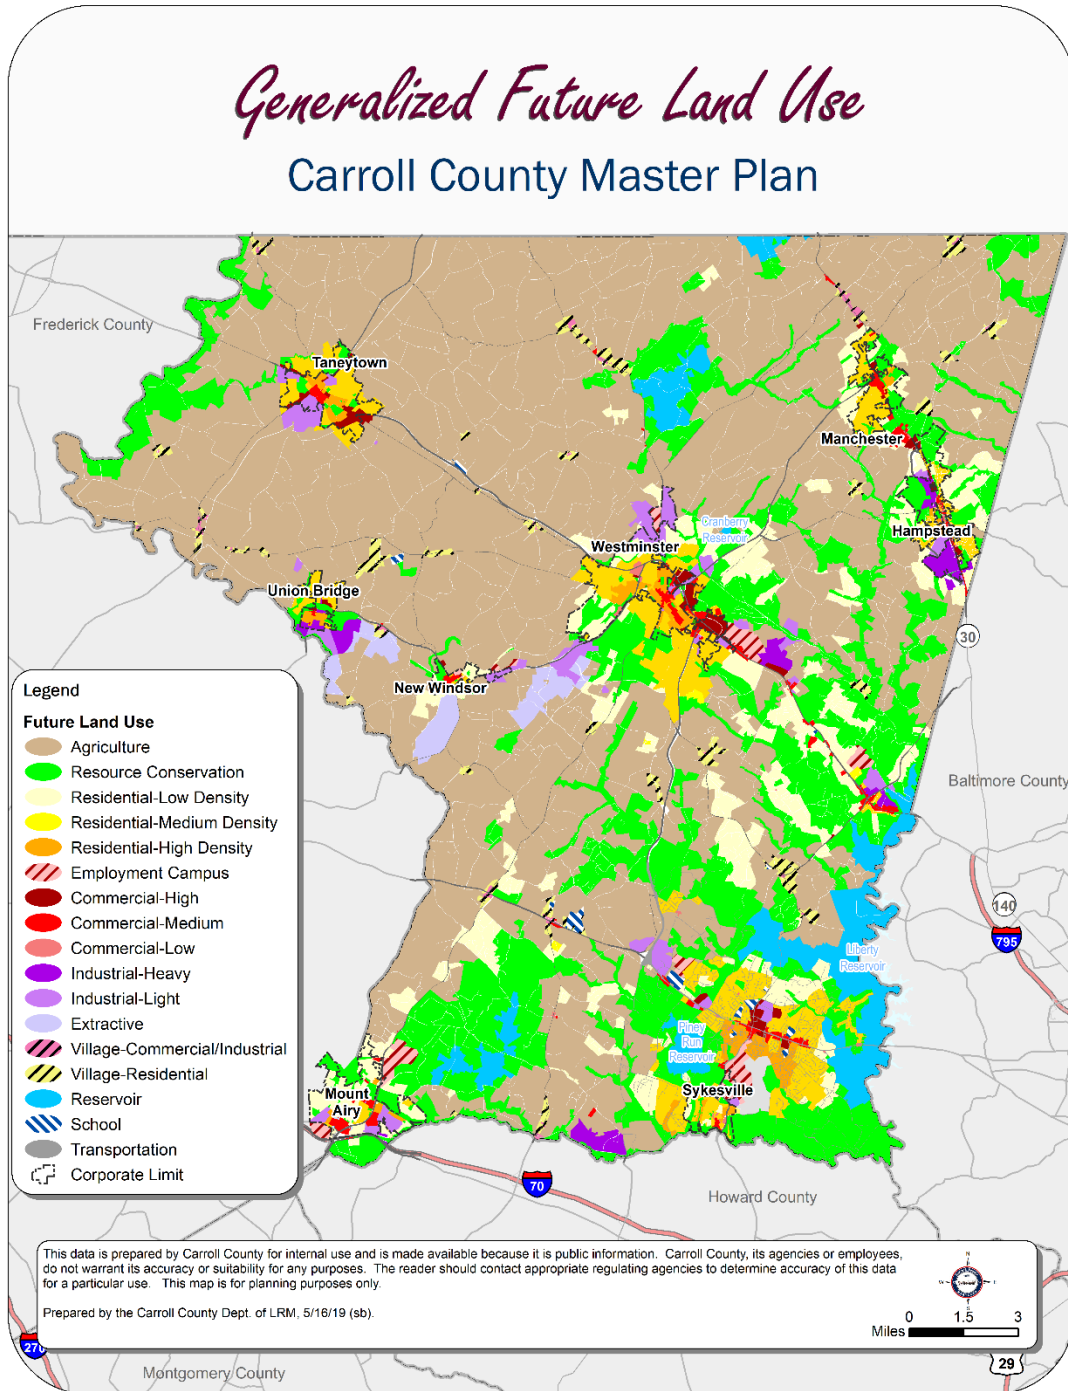 Generalized Future Land Use
Carroll County Master Plan
Frederick County
Taneytown
Manchester
Cranberry
Reservoir
Westminster
Hampstead
Union Bridge
30
New Windsor
Legend
Future Land Use
Agriculture
Resource Conservation
Residential-Low Density
Residential-Medium Density
Residential-High Density
Employment Campus
Commercial-High
Commercial-Medium
Commercial-Low
Industrial-Heavy
Industrial-Light
Extractive
Village-Commercial/Industrial
Village-Residential
Reservoir
School
Transportation
Corporate Limit
Baltimore County
140
795
Liberty
Reservoir
Piney
Run
Reservoir
Sykesville
Mount
Airy
70
Howard County
This data is prepared by Carroll County for internal use and is made available because it is public information. Carroll County, its agencies or employees,
do not warrant its accuracy or suitability for any purposes. The reader should contact appropriate regulating agencies to determine accuracy of this data
for a particular use. This map is for planning purposes only.
Prepared by the Carroll County Dept. of LRM, 5/16/19 (sb).
N
W
E
S
0 1.5 3
Miles
270
29
Montgomery County